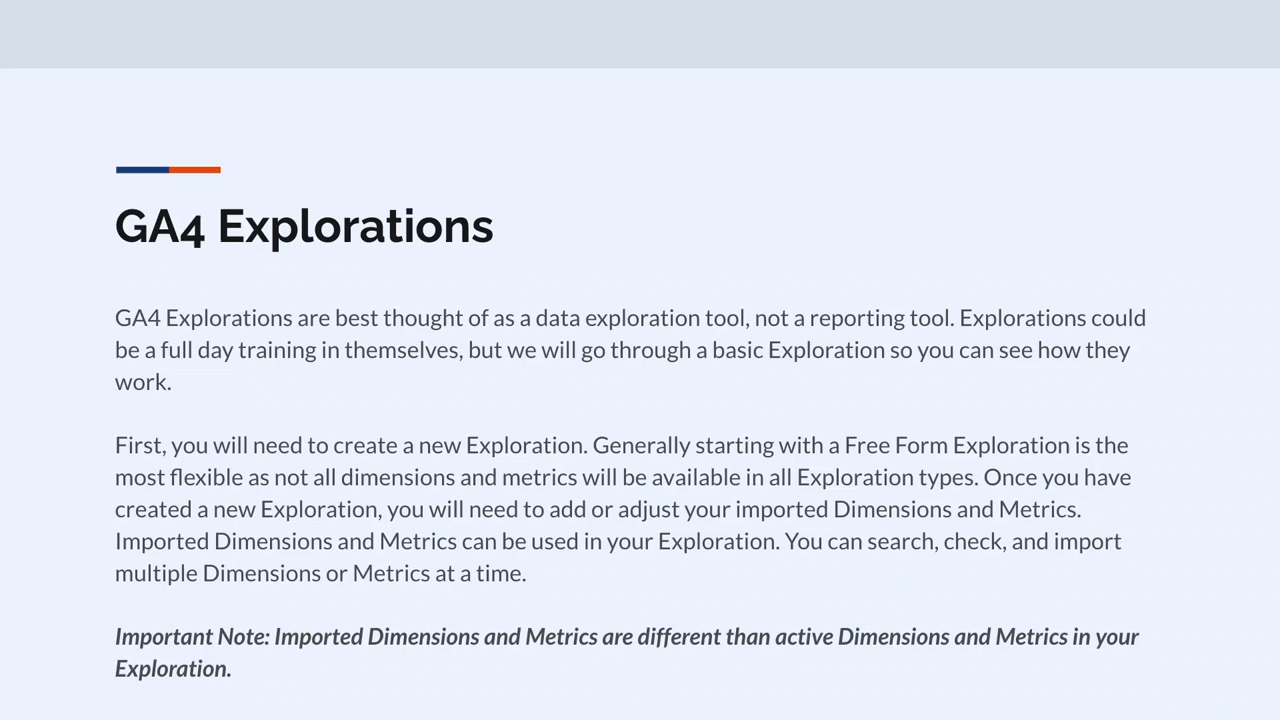 GA4 Explorations
GA4 Explorations are best thought of as a data exploration tool, not a reporting tool. Explorations could
be a full day training in themselves, but we will go through a basic Exploration so you can see how they
work.
First, you will need to create a new Exploration. Generally starting with a Free Form Exploration is the
most flexible as not all dimensions and metrics will be available in all Exploration types. Once you have
created a new Exploration, you will need to add or adjust your imported Dimensions and Metrics.
Imported Dimensions and Metrics can be used in your Exploration. You can search, check, and import
multiple Dimensions or Metrics at a time.
Important Note: Imported Dimensions and Metrics are different than active Dimensions and Metrics in your
Exploration.